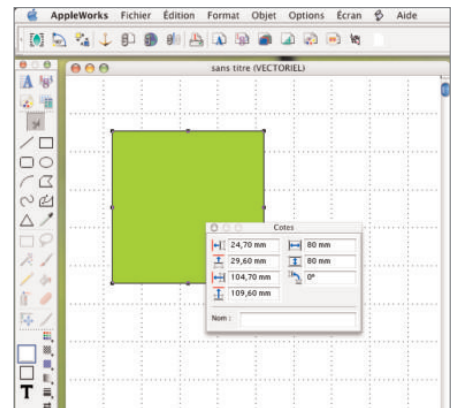 AppleWorks Fichier Édition Format Objet Options Écran Aide
sans titre (VECTORIEL)
Cotes
24,70 mm 80 mm
29,60 mm 80 mm
104,70 mm 0°
109,60 mm
Nom :
A
T